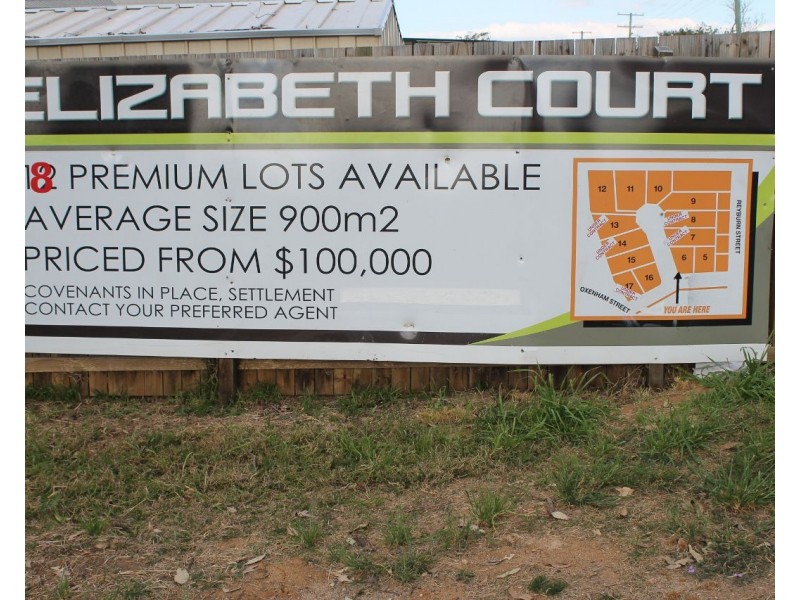 ELIZABETH COURT
8 PREMIUM LOTS AVAILABLE
AVERAGE SIZE 900m2
PRICED FROM $100,000
COVENANTS IN PLACE, SETTLEMENT
CONTACT YOUR PREFERRED AGENT
12 11 10
9
8
7
6 5
13
14
15
16
17
REYBURN STREET
OXENHAM STREET
YOU ARE HERE